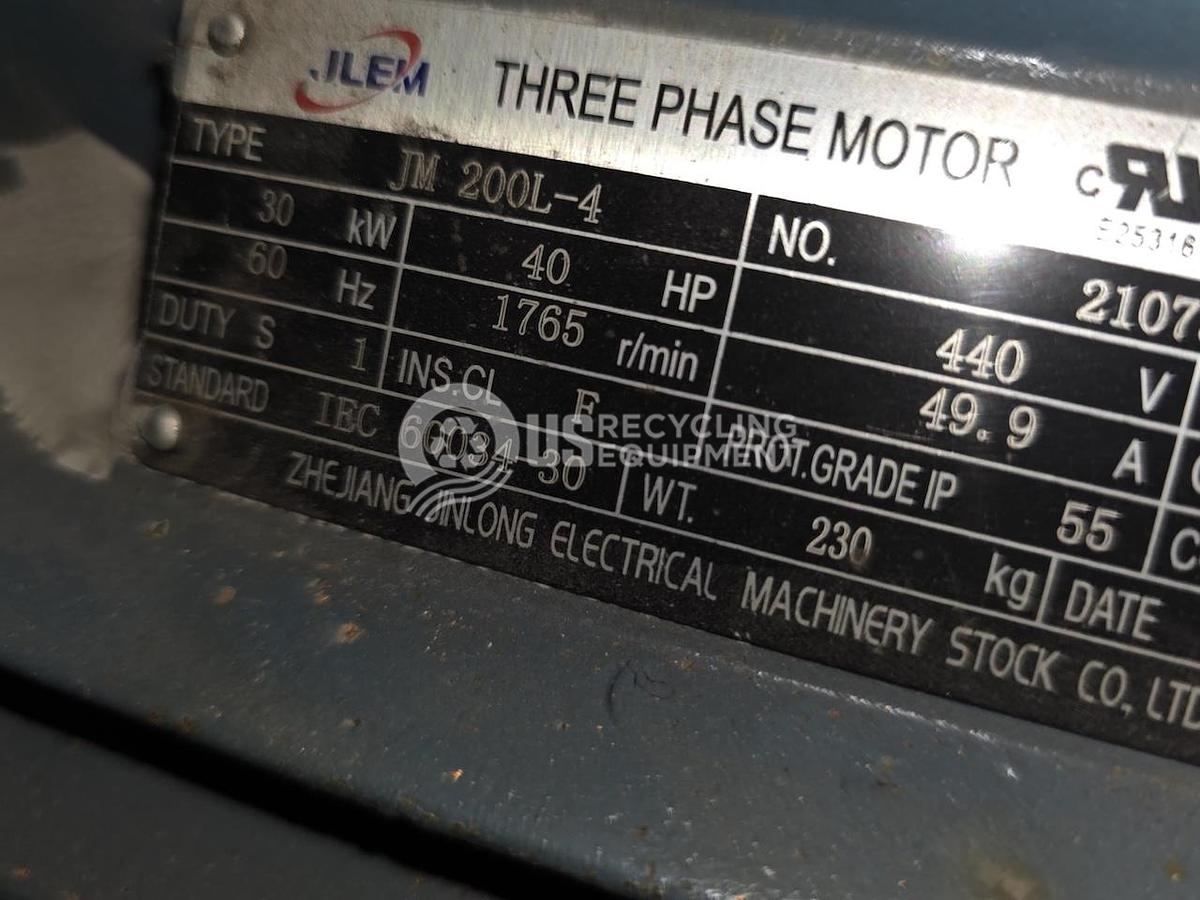 JLEM THREE PHASE MOTOR
TYPE JM 200L-4 NO. 2107
30 kW 40 HP 440 V
60 Hz 1765 r/min 49.9 A
DUTY S 1 INS.CL F PROT.GRADE IP 55
STANDARD IEC 60034-30 WT. 230 kg DATE
ZHEJIANG JINLONG ELECTRICAL MACHINERY STOCK CO, LTD
US RECYCLING
EQUIPMENT